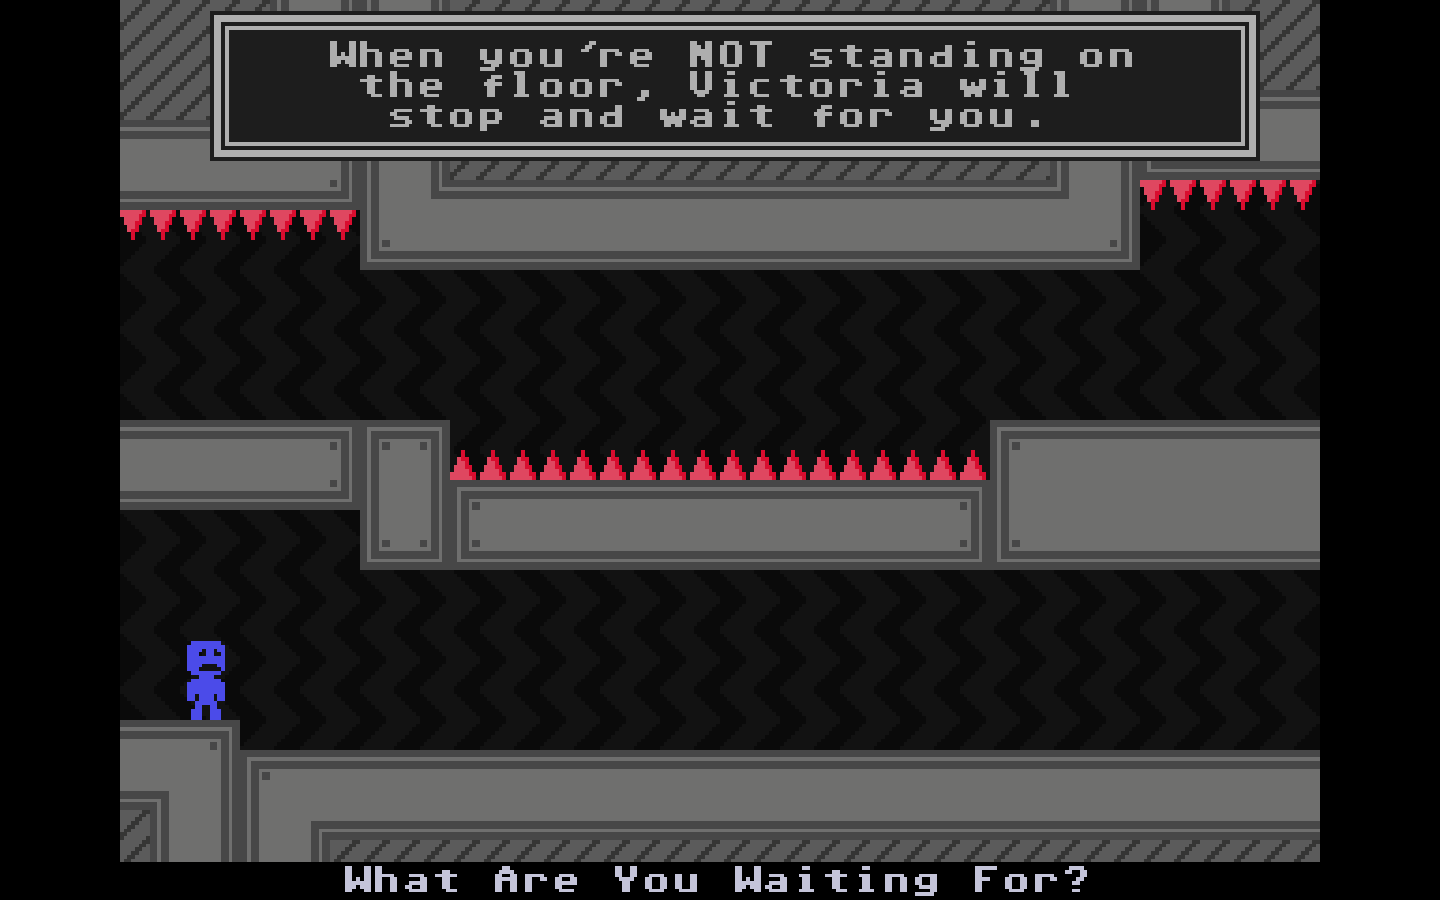 When you're NOT standing on
the floor, Victoria will
stop and wait for you.
What Are You Waiting For?